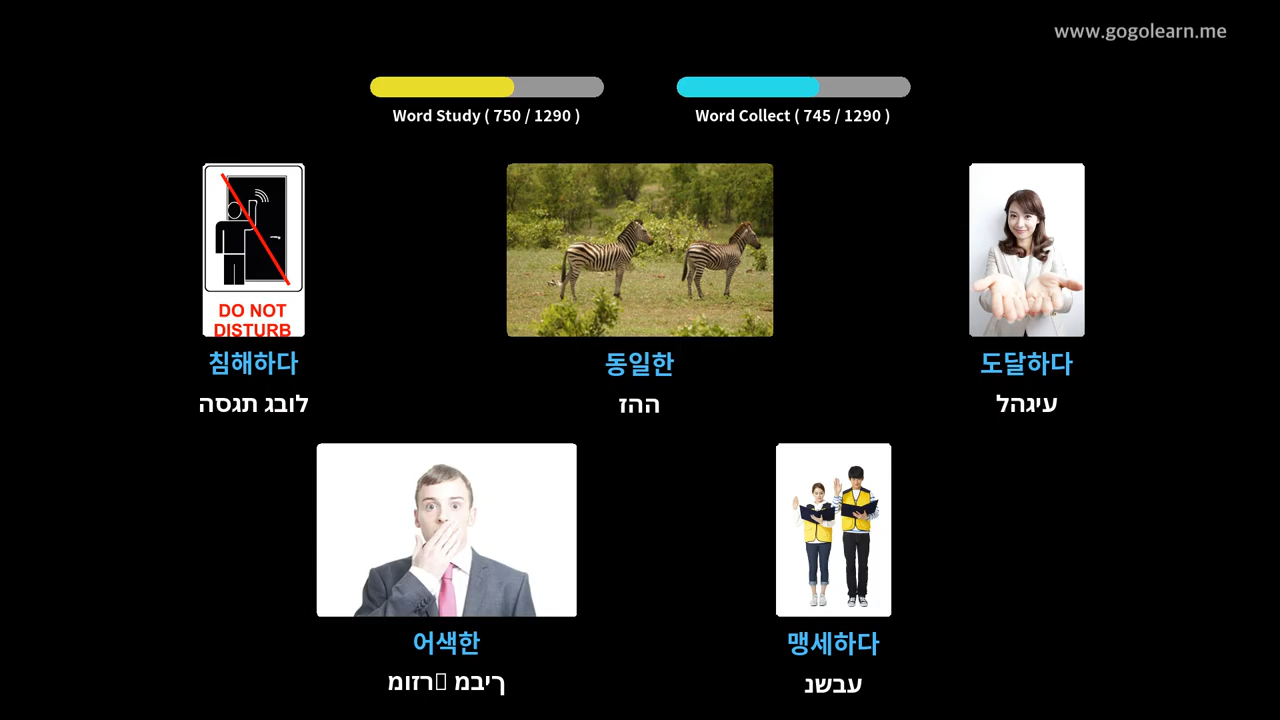 www.gogolearn.me
Word Study ( 750 / 1290 )
Word Collect ( 745 / 1290 )
DO NOT
DISTURB
침해하다
לובג תגסה
동일한
ההז
도달하다
עיגהל
어색한
ךיבמ רזומ
맹세하다
עבשנ